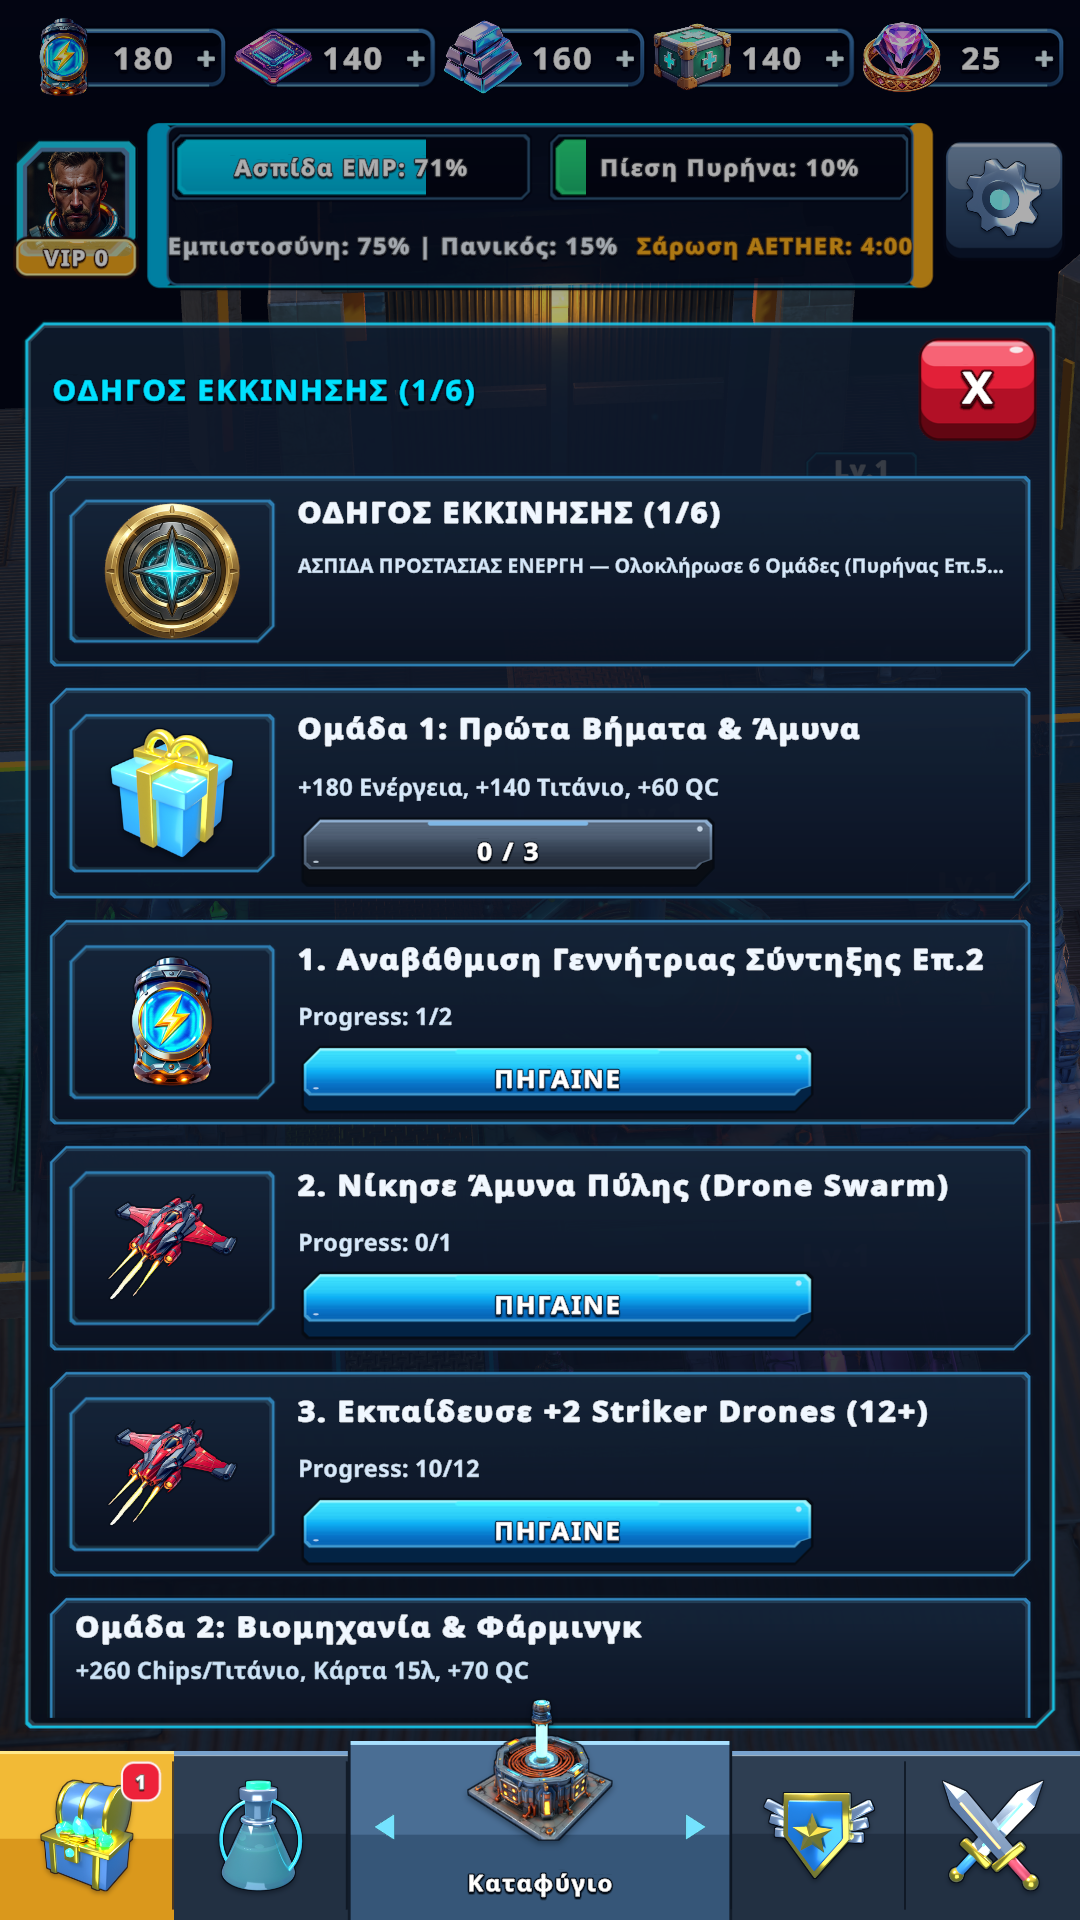 180 + 140 + 160 + 140 + 25 +
Ασπίδα EMP: 71% Πίεση Πυρήνα: 10%
VIP 0 Εμπιστοσύνη: 75% | Πανικός: 15% Σάρωση AETHER: 4:00
ΟΔΗΓΟΣ ΕΚΚΙΝΗΣΗΣ (1/6) X
Lv.1
ΟΔΗΓΟΣ ΕΚΚΙΝΗΣΗΣ (1/6)
ΑΣΠΙΔΑ ΠΡΟΣΤΑΣΙΑΣ ΕΝΕΡΓΗ — Ολοκλήρωσε 6 Ομάδες (Πυρήνας Επ.5...
Ομάδα 1: Πρώτα Βήματα & Άμυνα
+180 Ενέργεια, +140 Τιτάνιο, +60 QC
0 / 3
1. Αναβάθμιση Γεννήτριας Σύντηξης Επ.2
Progress: 1/2
ΠΗΓΑΙΝΕ
2. Νίκησε Άμυνα Πύλης (Drone Swarm)
Progress: 0/1
ΠΗΓΑΙΝΕ
3. Εκπαίδευσε +2 Striker Drones (12+)
Progress: 10/12
ΠΗΓΑΙΝΕ
Ομάδα 2: Βιομηχανία & Φάρμινγκ
+260 Chips/Τιτάνιο, Κάρτα 15λ, +70 QC
1
Καταφύγιο